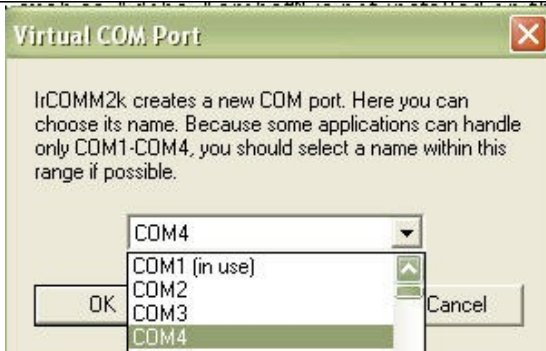 Virtual COM Port
IrCOMM2k creates a new COM port. Here you can
choose its name. Because some applications can handle
only COM1-COM4, you should select a name within this
range if possible.
COM4
COM1 (in use)
COM2
OK
Cancel
COM3
COM4